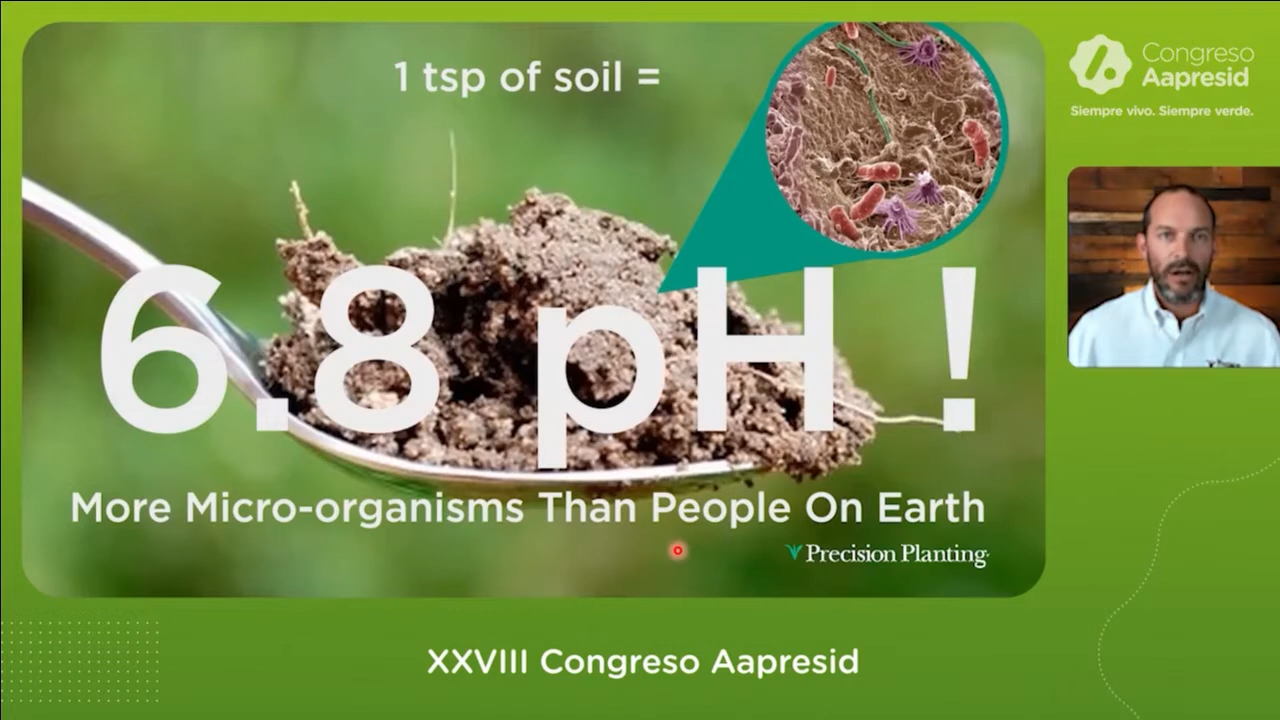 1 tsp of soil =
6.8 pH !
More Micro-organisms Than People On Earth
Precision Planting
Congreso
Aapresid
Siempre vivo. Siempre verde.
XXVIII Congreso Aapresid